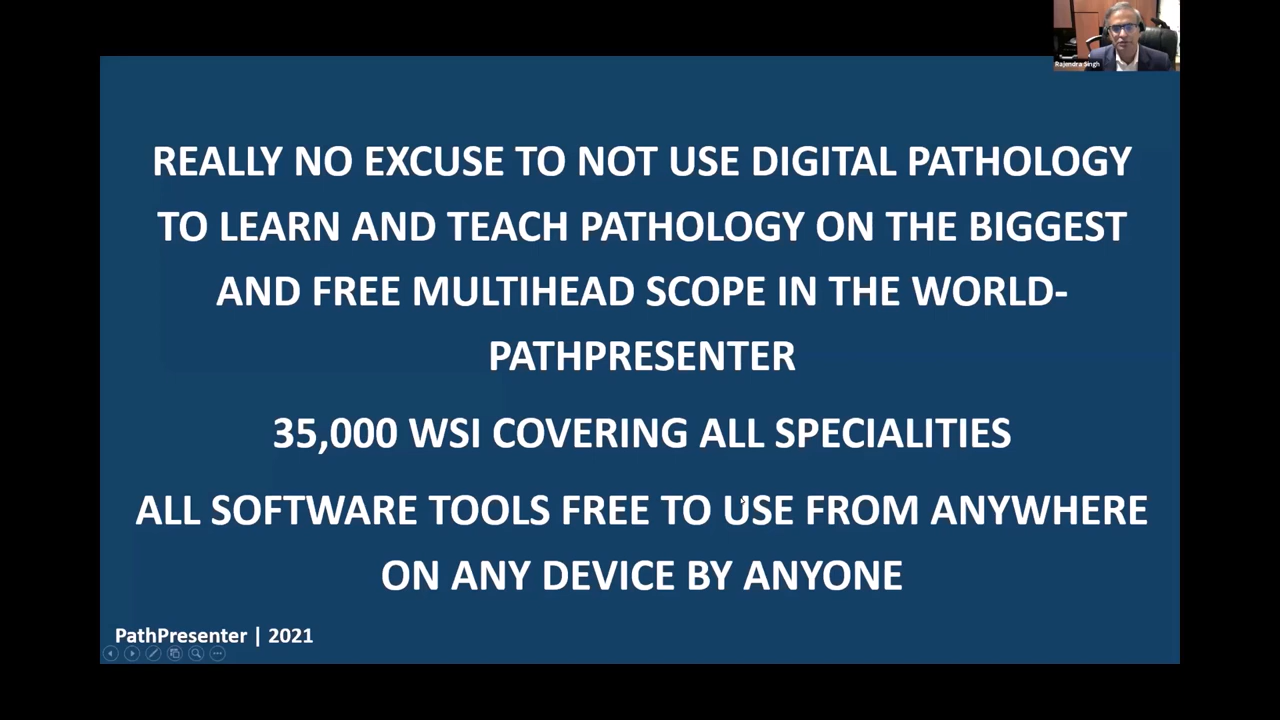 Rajendra Singh
REALLY NO EXCUSE TO NOT USE DIGITAL PATHOLOGY
TO LEARN AND TEACH PATHOLOGY ON THE BIGGEST
AND FREE MULTIHEAD SCOPE IN THE WORLD-
PATHPRESENTER
35,000 WSI COVERING ALL SPECIALITIES
ALL SOFTWARE TOOLS FREE TO USE FROM ANYWHERE
ON ANY DEVICE BY ANYONE
PathPresenter | 2021